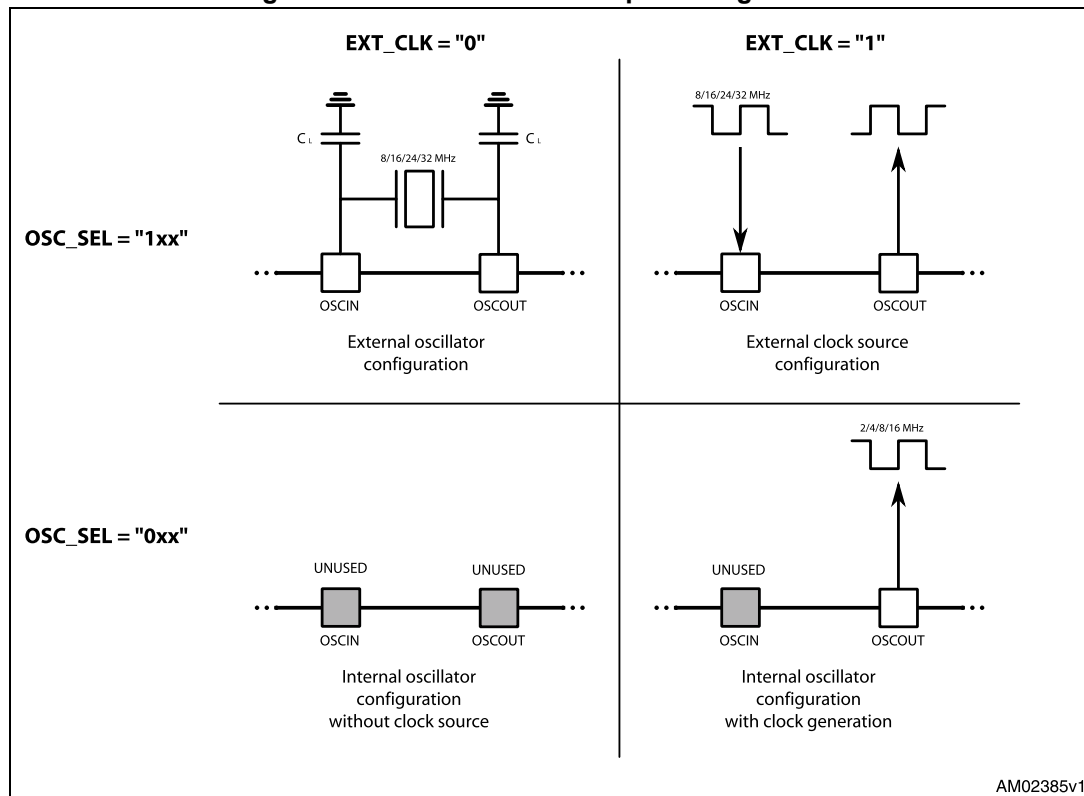 EXT_CLK = "0"
EXT_CLK = "1"
OSC_SEL = "1xx"
CL
8/16/24/32 MHz
CL
OSCIN
OSCOUT
External oscillator
configuration
8/16/24/32 MHz
OSCIN
OSCOUT
External clock source
configuration
OSC_SEL = "0xx"
UNUSED
UNUSED
OSCIN
OSCOUT
Internal oscillator
configuration
without clock source
2/4/8/16 MHz
UNUSED
OSCIN
OSCOUT
Internal oscillator
configuration
with clock generation
AM02385v1